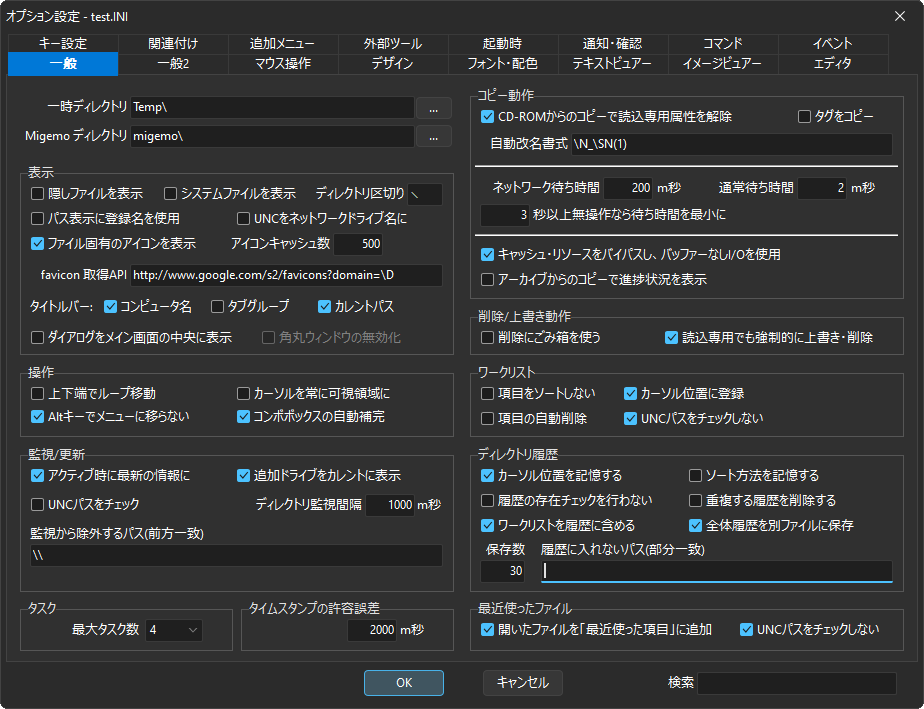 オプション設定 - test.INI
キー設定 関連付け 追加メニュー 外部ツール 起動時 通知・確認 コマンド イベント
一般 一般2 マウス操作 デザイン フォント・配色 テキストビュアー イメージビュアー エディタ
一時ディレクトリ Temp\ ...
Migemo ディレクトリ migemo\ ...
表示
隠しファイルを表示 システムファイルを表示 ディレクトリ区切り \
パス表示に登録名を使用 UNCをネットワークドライブ名に
ファイル固有のアイコンを表示 アイコンキャッシュ数 500
favicon 取得API http://www.google.com/s2/favicons?domain=\D
タイトルバー: コンピュータ名 タブグループ カレントパス
ダイアログをメイン画面の中央に表示 角丸ウィンドウの無効化
操作
上下端でループ移動 カーソルを常に可視領域に
Altキーでメニューに移らない コンボボックスの自動補完
監視/更新
アクティブ時に最新の情報に 追加ドライブをカレントに表示
UNCパスをチェック ディレクトリ監視間隔 1000 m秒
監視から除外するパス(前方一致)
\\
タスク
最大タスク数 4
タイムスタンプの許容誤差
2000 m秒
コピー動作
CD-ROMからのコピーで読込専用属性を解除 タグをコピー
自動改名書式 \N_\SN(1)
ネットワーク待ち時間 200 m秒 通常待ち時間 2 m秒
3 秒以上無操作なら待ち時間を最小に
キャッシュ・リソースをバイパスし、バッファーなしI/Oを使用
アーカイブからのコピーで進捗状況を表示
削除/上書き動作
削除にごみ箱を使う 読込専用でも強制的に上書き・削除
ワークリスト
項目をソートしない カーソル位置に登録
項目の自動削除 UNCパスをチェックしない
ディレクトリ履歴
カーソル位置を記憶する ソート方法を記憶する
履歴の存在チェックを行わない 重複する履歴を削除する
ワークリストを履歴に含める 全体履歴を別ファイルに保存
保存数 履歴に入れないパス(部分一致)
30
最近使ったファイル
開いたファイルを「最近使った項目」に追加 UNCパスをチェックしない
OK キャンセル 検索